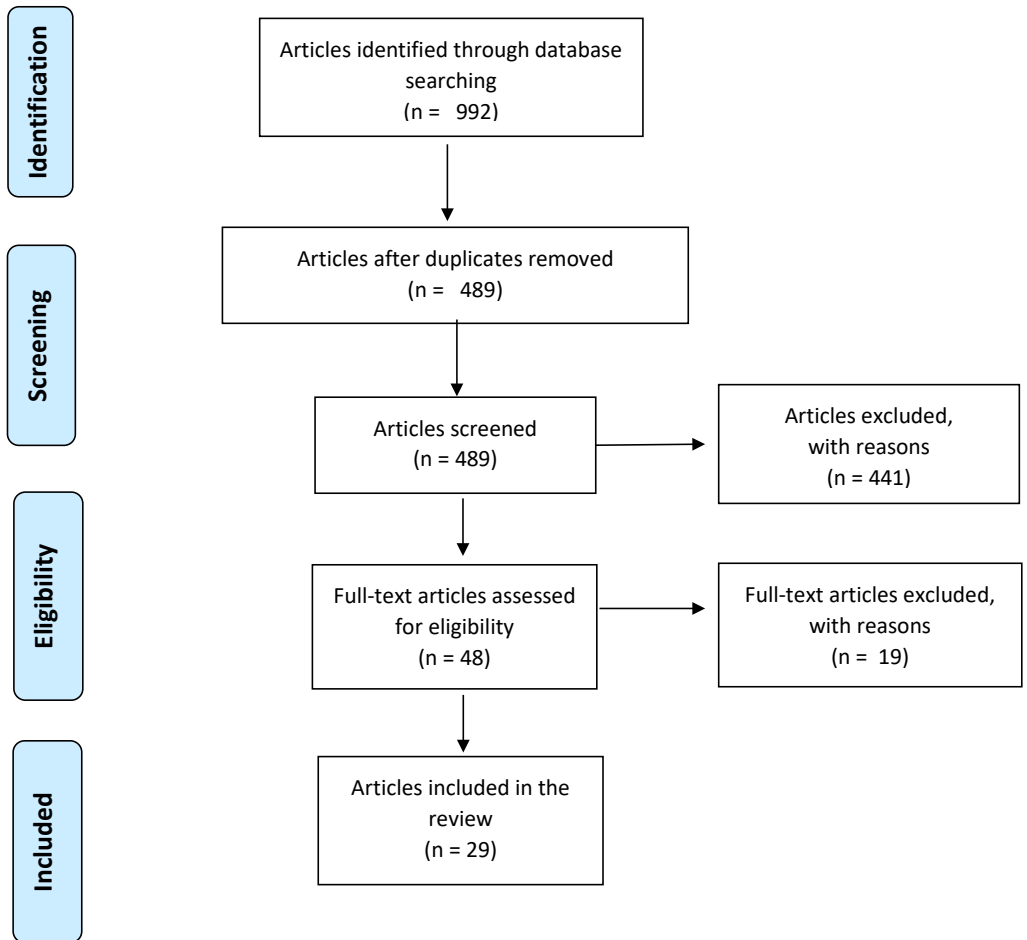 Identification
Articles identified through database
searching
(n = 992)
Screening
Articles after duplicates removed
(n = 489)
Articles screened
(n = 489)
Articles excluded,
with reasons
(n = 441)
Eligibility
Full-text articles assessed
for eligibility
(n = 48)
Full-text articles excluded,
with reasons
(n = 19)
Included
Articles included in the
review
(n = 29)